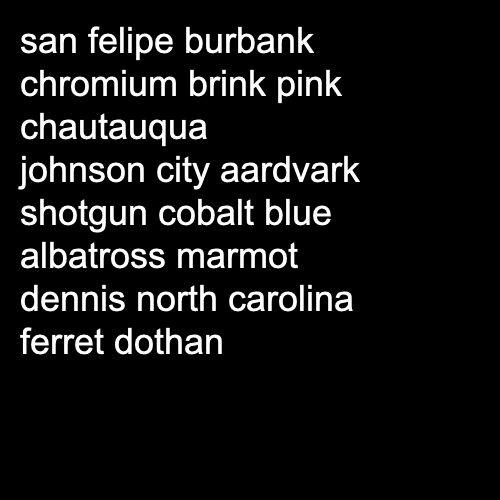 san felipe burbank
chromium brink pink
chautauqua
johnson city aardvark
shotgun cobalt blue
albatross marmot
dennis north carolina
ferret dothan